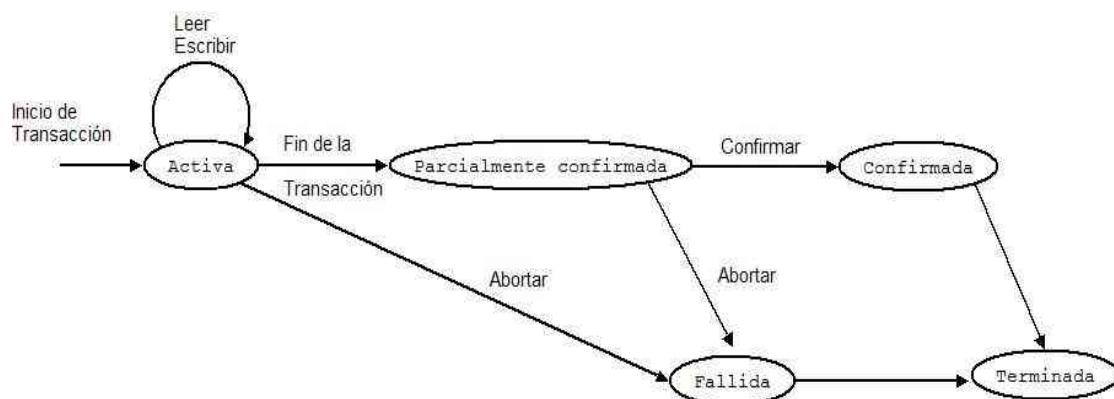 Leer
Escribir
Inicio de
Transacción
Activa
Fin de la
Transacción
Parcialmente confirmada
Confirmar
Confirmada
Abortar
Abortar
Fallida
Terminada